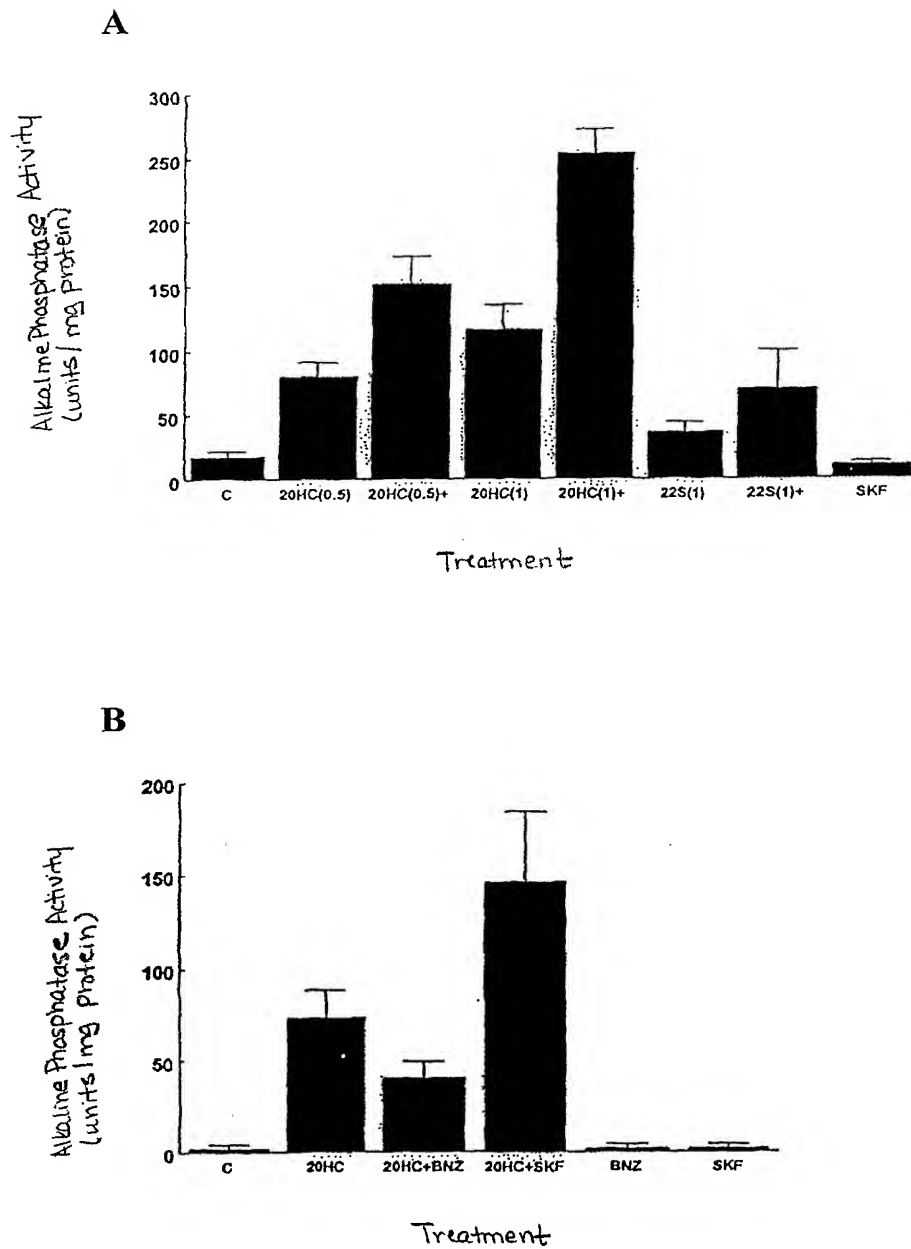 A
Alkaline Phosphatase Activity
(units/mg protein)
300
250
200
150
100
50
0
C 20HC(0.5) 20HC(0.5)+ 20HC(1) 20HC(1)+ 22S(1) 22S(1)+ SKF
Treatment
B
Alkaline Phosphatase Activity
(units/mg protein)
200
150
100
50
0
C 20HC 20HC+BNZ 20HC+SKF BNZ SKF
Treatment